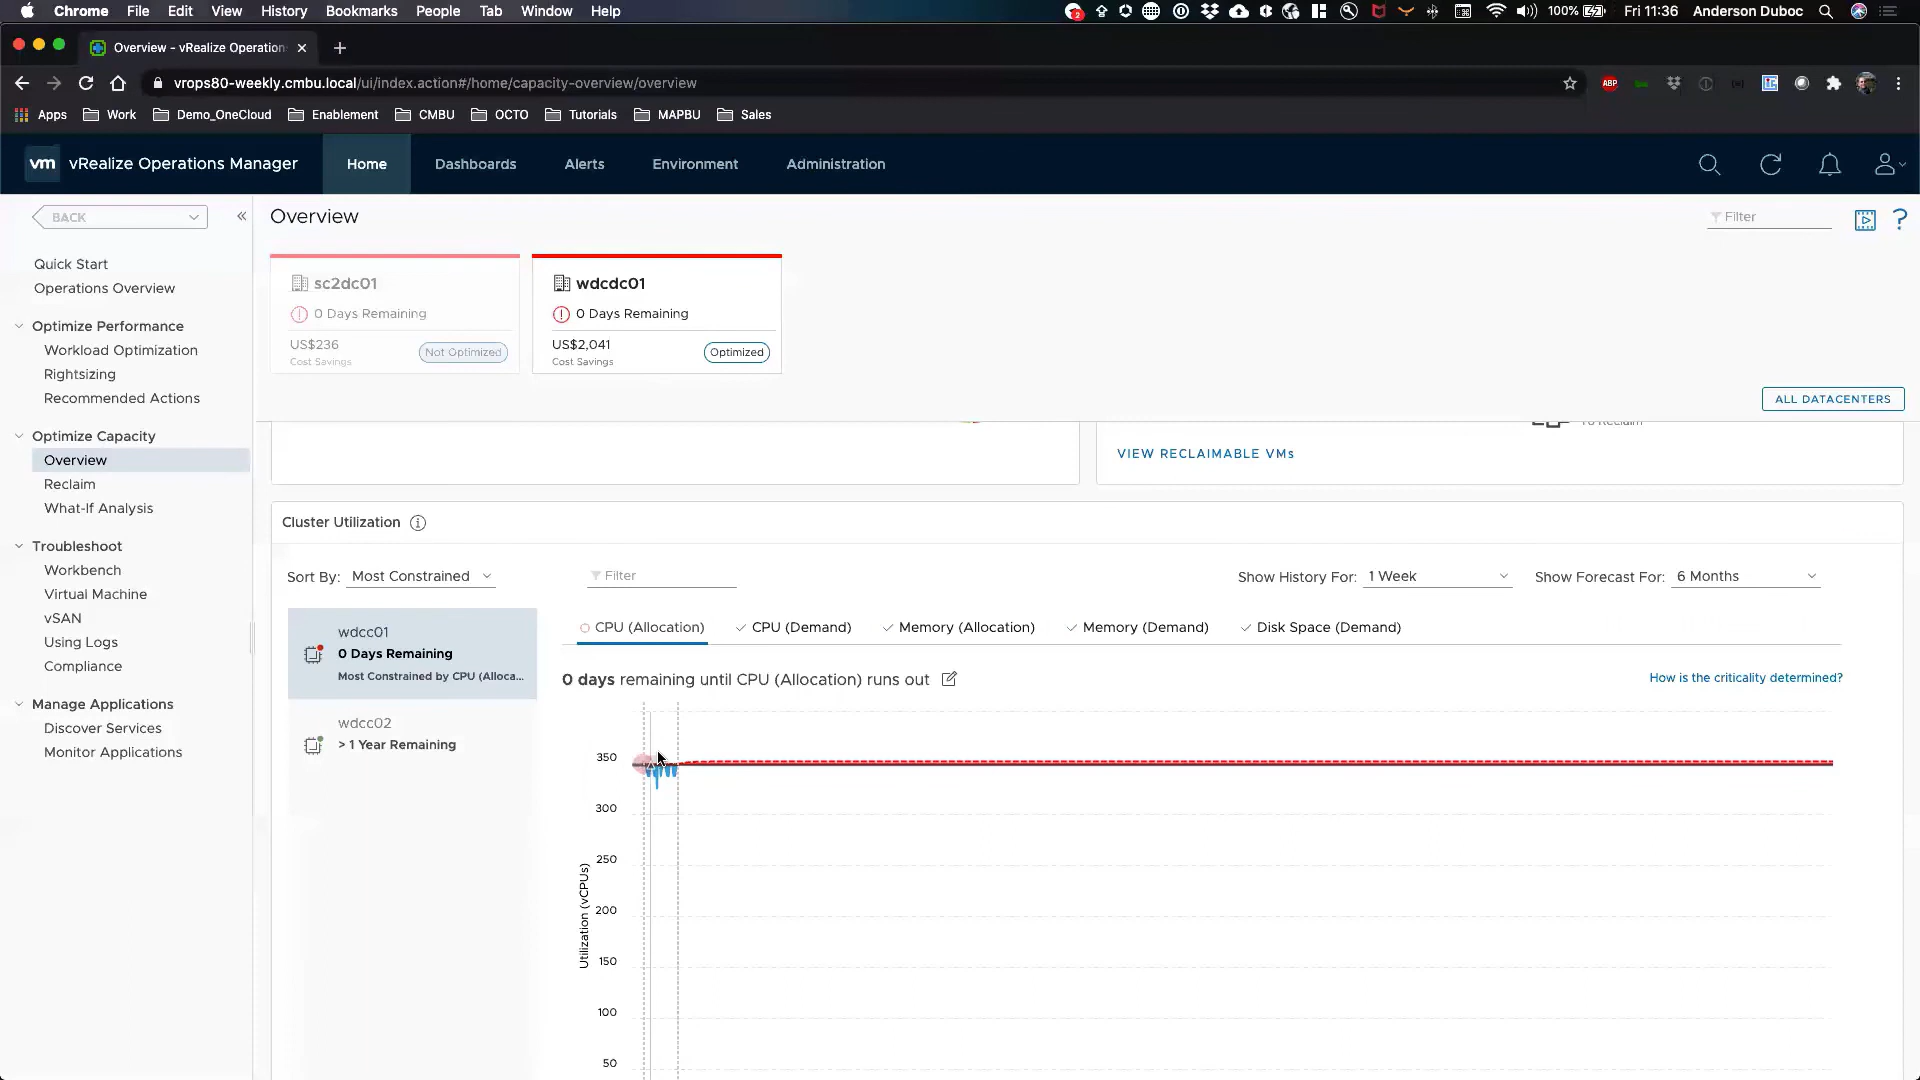 Chrome File Edit View History Bookmarks People Tab Window Help 2 100% Fri 11:36 Anderson Duboc
Overview - vRealize Operation
vrops80-weekly.cmbu.local/ui/index.action#/home/capacity-overview/overview ABP
Apps Work Demo_OneCloud Enablement CMBU OCTO Tutorials MAPBU Sales
vm vRealize Operations Manager Home Dashboards Alerts Environment Administration
BACK
Overview
Filter
Quick Start
Operations Overview
Optimize Performance
Workload Optimization
Rightsizing
Recommended Actions
Optimize Capacity
Overview
Reclaim
What-If Analysis
Troubleshoot
Workbench
Virtual Machine
vSAN
Using Logs
Compliance
Manage Applications
Discover Services
Monitor Applications
sc2dc01
0 Days Remaining
US$236
Cost Savings
Not Optimized
wdcdc01
0 Days Remaining
US$2,041
Cost Savings
Optimized
ALL DATACENTERS
To Reclaim
VIEW RECLAIMABLE VMs
Cluster Utilization
Sort By: Most Constrained Filter Show History For: 1 Week Show Forecast For: 6 Months
wdcc01
0 Days Remaining
Most Constrained by CPU (Alloca...
wdcc02
> 1 Year Remaining
CPU (Allocation) CPU (Demand) Memory (Allocation) Memory (Demand) Disk Space (Demand)
0 days remaining until CPU (Allocation) runs out
How is the criticality determined?
Utilization (vCPUs)
350
300
250
200
150
100
50